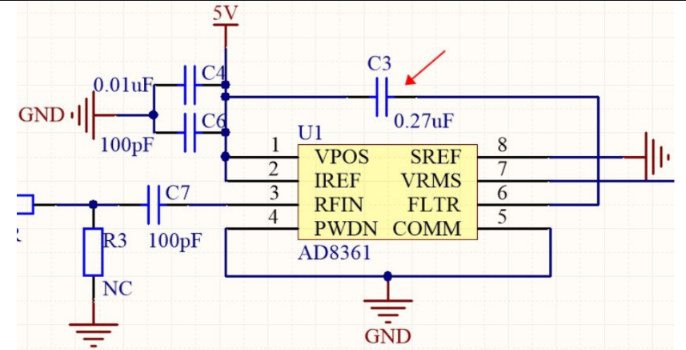 5V
C3
0.01uF
C4
GND
0.27uF
C6
100pF
U1
1 VPOS SREF 8
2 IREF VRMS 7
3 RFIN FLTR 6
4 PWDN COMM 5
AD8361
C7
100pF
R3
NC
GND